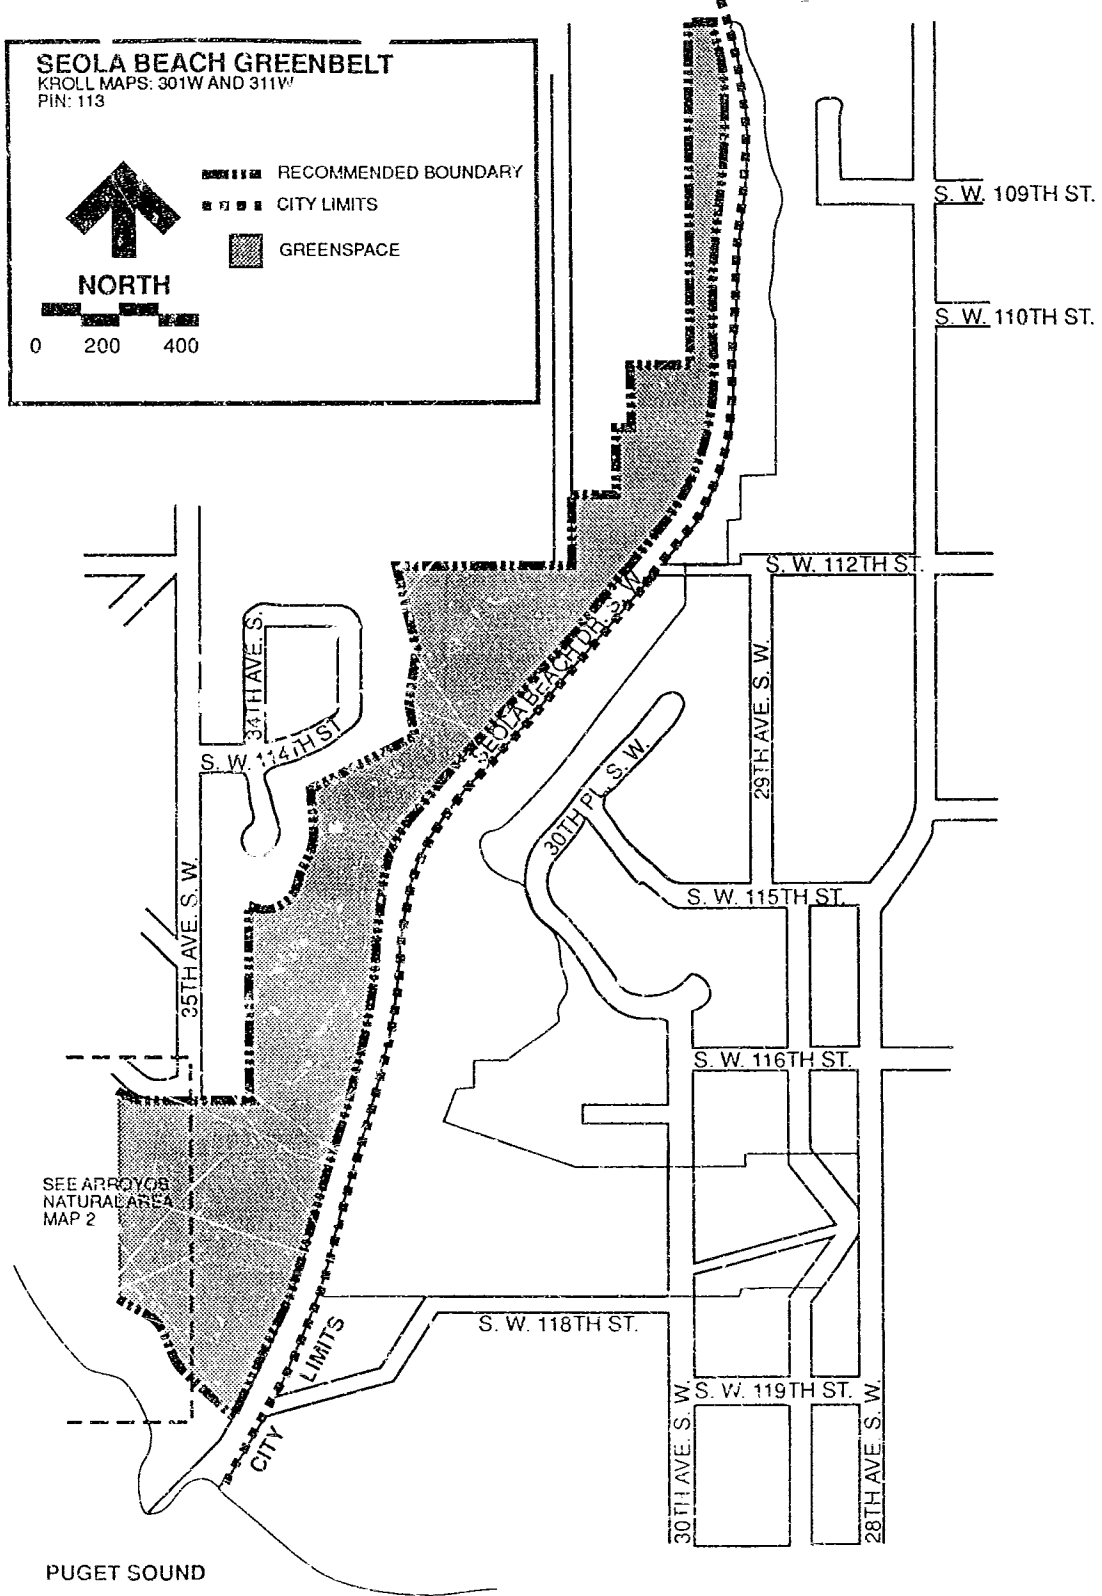 SEOLA BEACH GREENBELT
KROLL MAPS: 301W AND 311W
PIN: 113
RECOMMENDED BOUNDARY
CITY LIMITS
GREENSPACE
NORTH
0 200 400
S. W. 109TH ST.
S. W. 110TH ST.
S. W. 112TH ST.
SEOLA BEACH DR. S. W.
34TH AVE. S.
S. W. 114TH ST
29TH AVE. S. W.
30TH PL. S. W.
35TH AVE. S. W.
S. W. 115TH ST.
S. W. 116TH ST.
SEE ARROYOS
NATURAL AREA
MAP 2
S. W. 118TH ST.
CITY LIMITS
S. W. 119TH ST.
30TH AVE. S. W.
28TH AVE. S. W.
PUGET SOUND